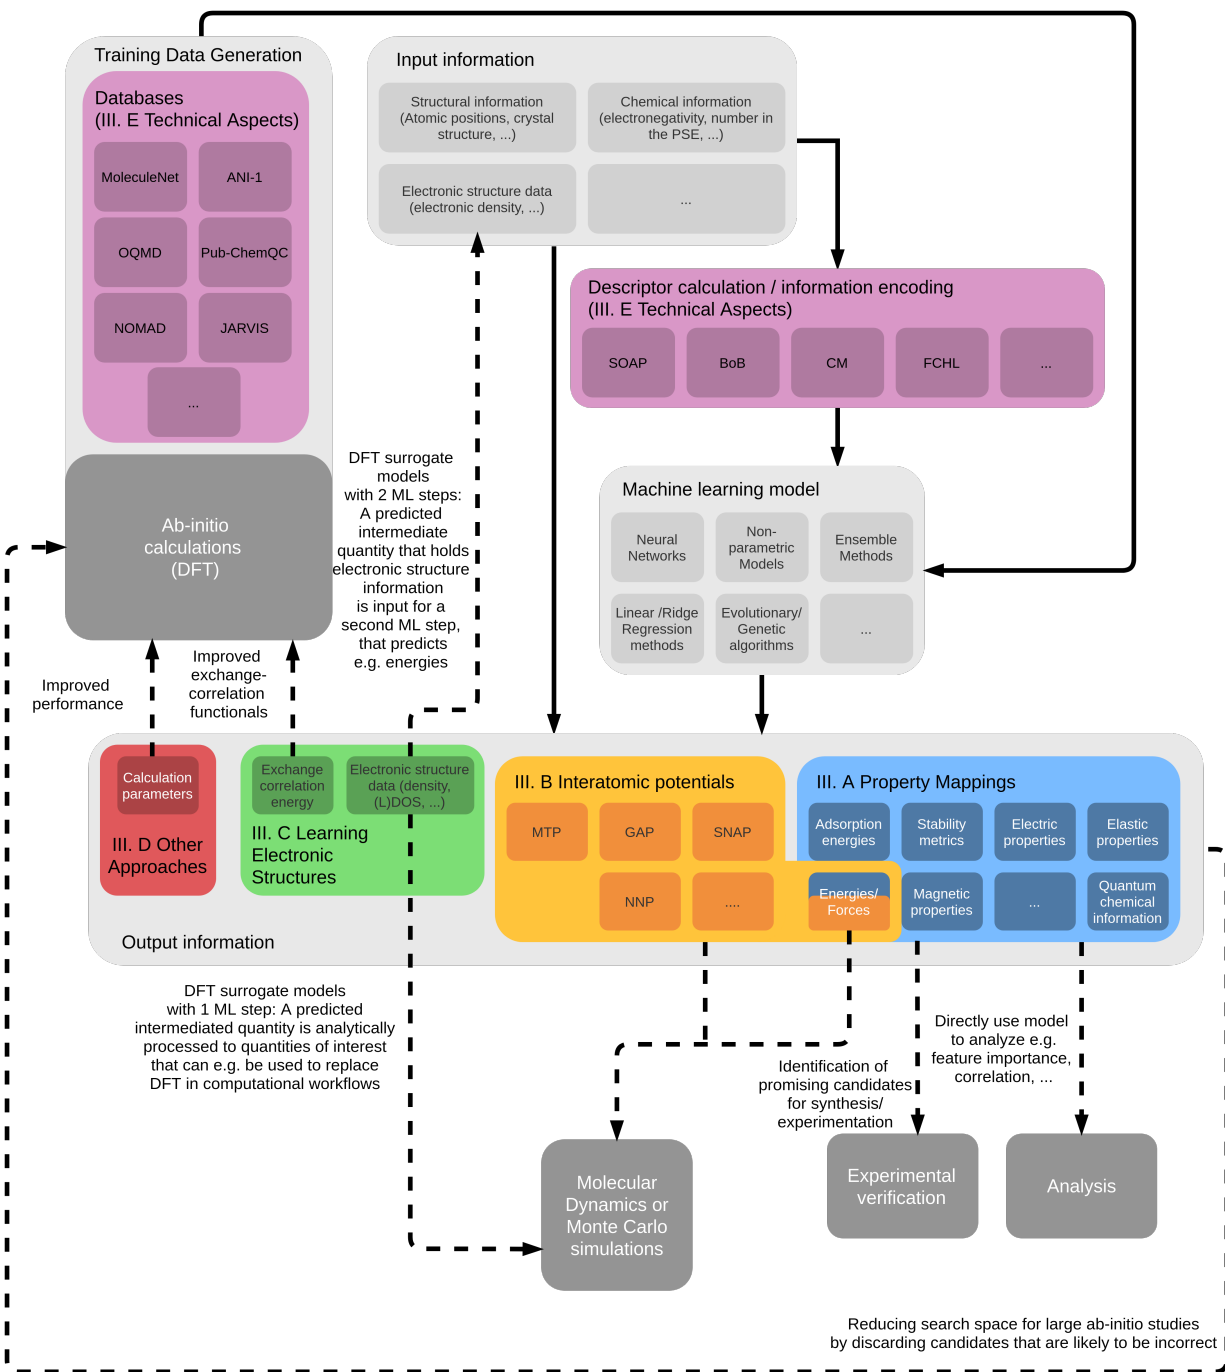 Training Data Generation
Databases
(III. E Technical Aspects)
MoleculeNet
ANI-1
OQMD
Pub-ChemQC
NOMAD
JARVIS
...
Ab-initio
calculations
(DFT)
Input information
Structural information
(Atomic positions, crystal
structure, ...)
Chemical information
(electronegativity, number in
the PSE, ...)
Electronic structure data
(electronic density, ...)
...
Descriptor calculation / information encoding
(III. E Technical Aspects)
SOAP
BoB
CM
FCHL
...
DFT surrogate
models
with 2 ML steps:
A predicted
intermediate
quantity that holds
electronic structure
information
is input for a
second ML step,
that predicts
e.g. energies
Machine learning model
Neural
Networks
Non-
parametric
Models
Ensemble
Methods
Linear /Ridge
Regression
methods
Evolutionary/
Genetic
algorithms
...
Improved
performance
Improved
exchange-
correlation
functionals
Calculation
parameters
III. D Other
Approaches
Exchange
correlation
energy
Electronic structure
data (density,
(L)DOS, ...)
III. C Learning
Electronic
Structures
III. B Interatomic potentials
MTP
GAP
SNAP
NNP
....
III. A Property Mappings
Adsorption
energies
Stability
metrics
Electric
properties
Elastic
properties
Energies/
Forces
Magnetic
properties
...
Quantum
chemical
information
Output information
DFT surrogate models
with 1 ML step: A predicted
intermediated quantity is analytically
processed to quantities of interest
that can e.g. be used to replace
DFT in computational workflows
Identification of
promising candidates
for synthesis/
experimentation
Directly use model
to analyze e.g.
feature importance,
correlation, ...
Molecular
Dynamics or
Monte Carlo
simulations
Experimental
verification
Analysis
Reducing search space for large ab-initio studies
by discarding candidates that are likely to be incorrect